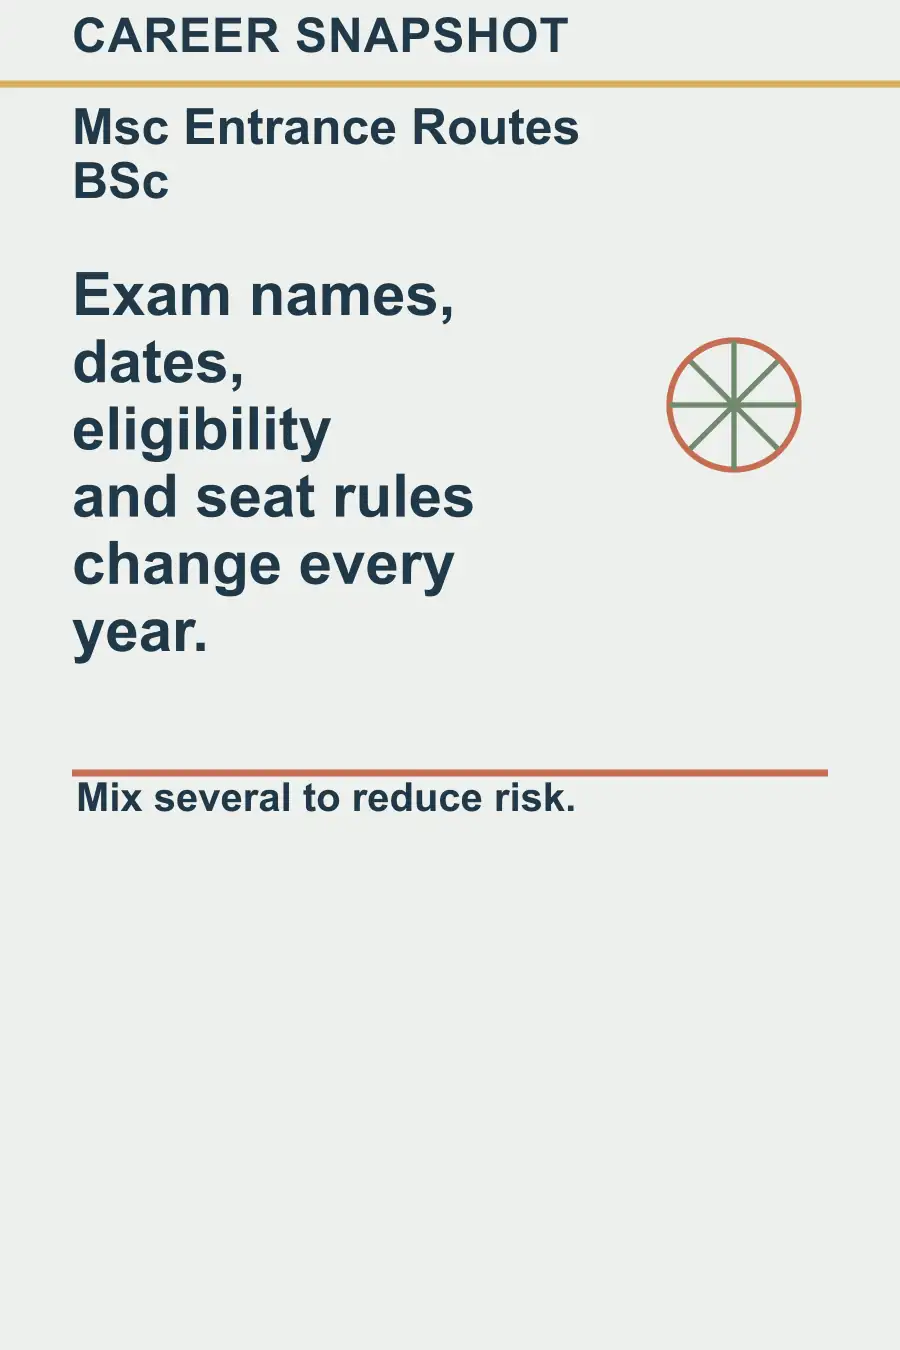 CAREER SNAPSHOT
Msc Entrance Routes
BSc
Exam names,
dates,
eligibility
and seat rules
change every
year.
Mix several to reduce risk.